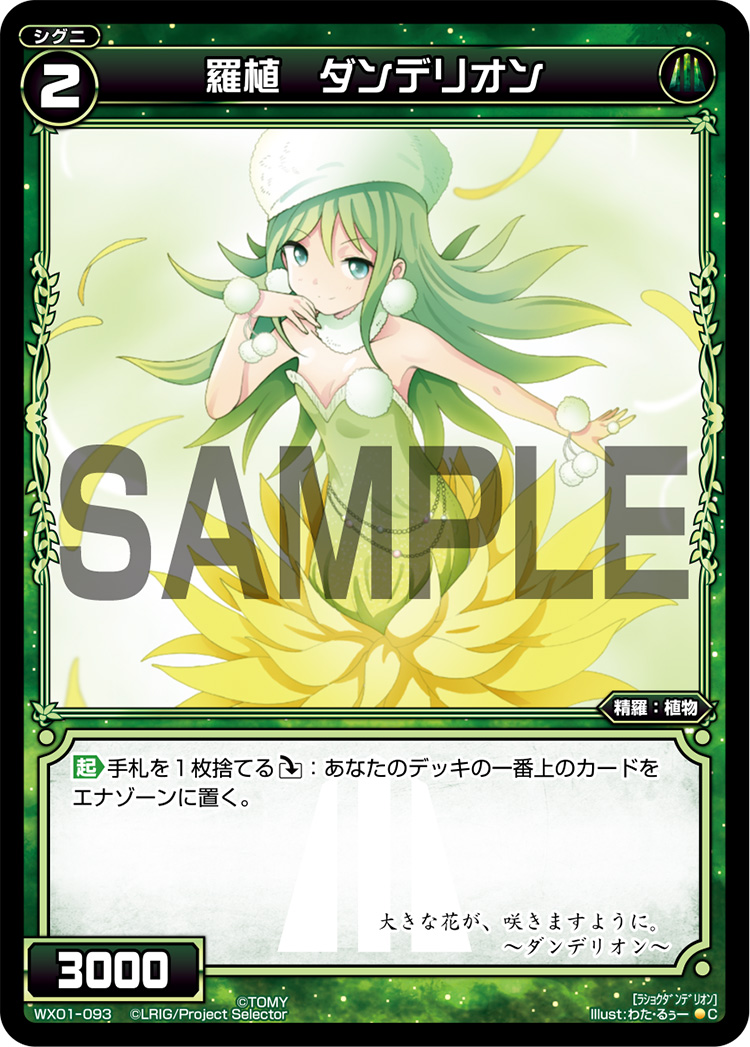 シグニ
2
羅植 ダンデリオン
SAMPLE
精羅：植物
起 手札を1枚捨てる：あなたのデッキの一番上のカードを
エナゾーンに置く。
大きな花が、咲きますように。
～ダンデリオン～
3000
©TOMY
[ラショクダンデリオン]
WX01-093 ©LRIG/Project Selector
Illust:わた・るぅー C